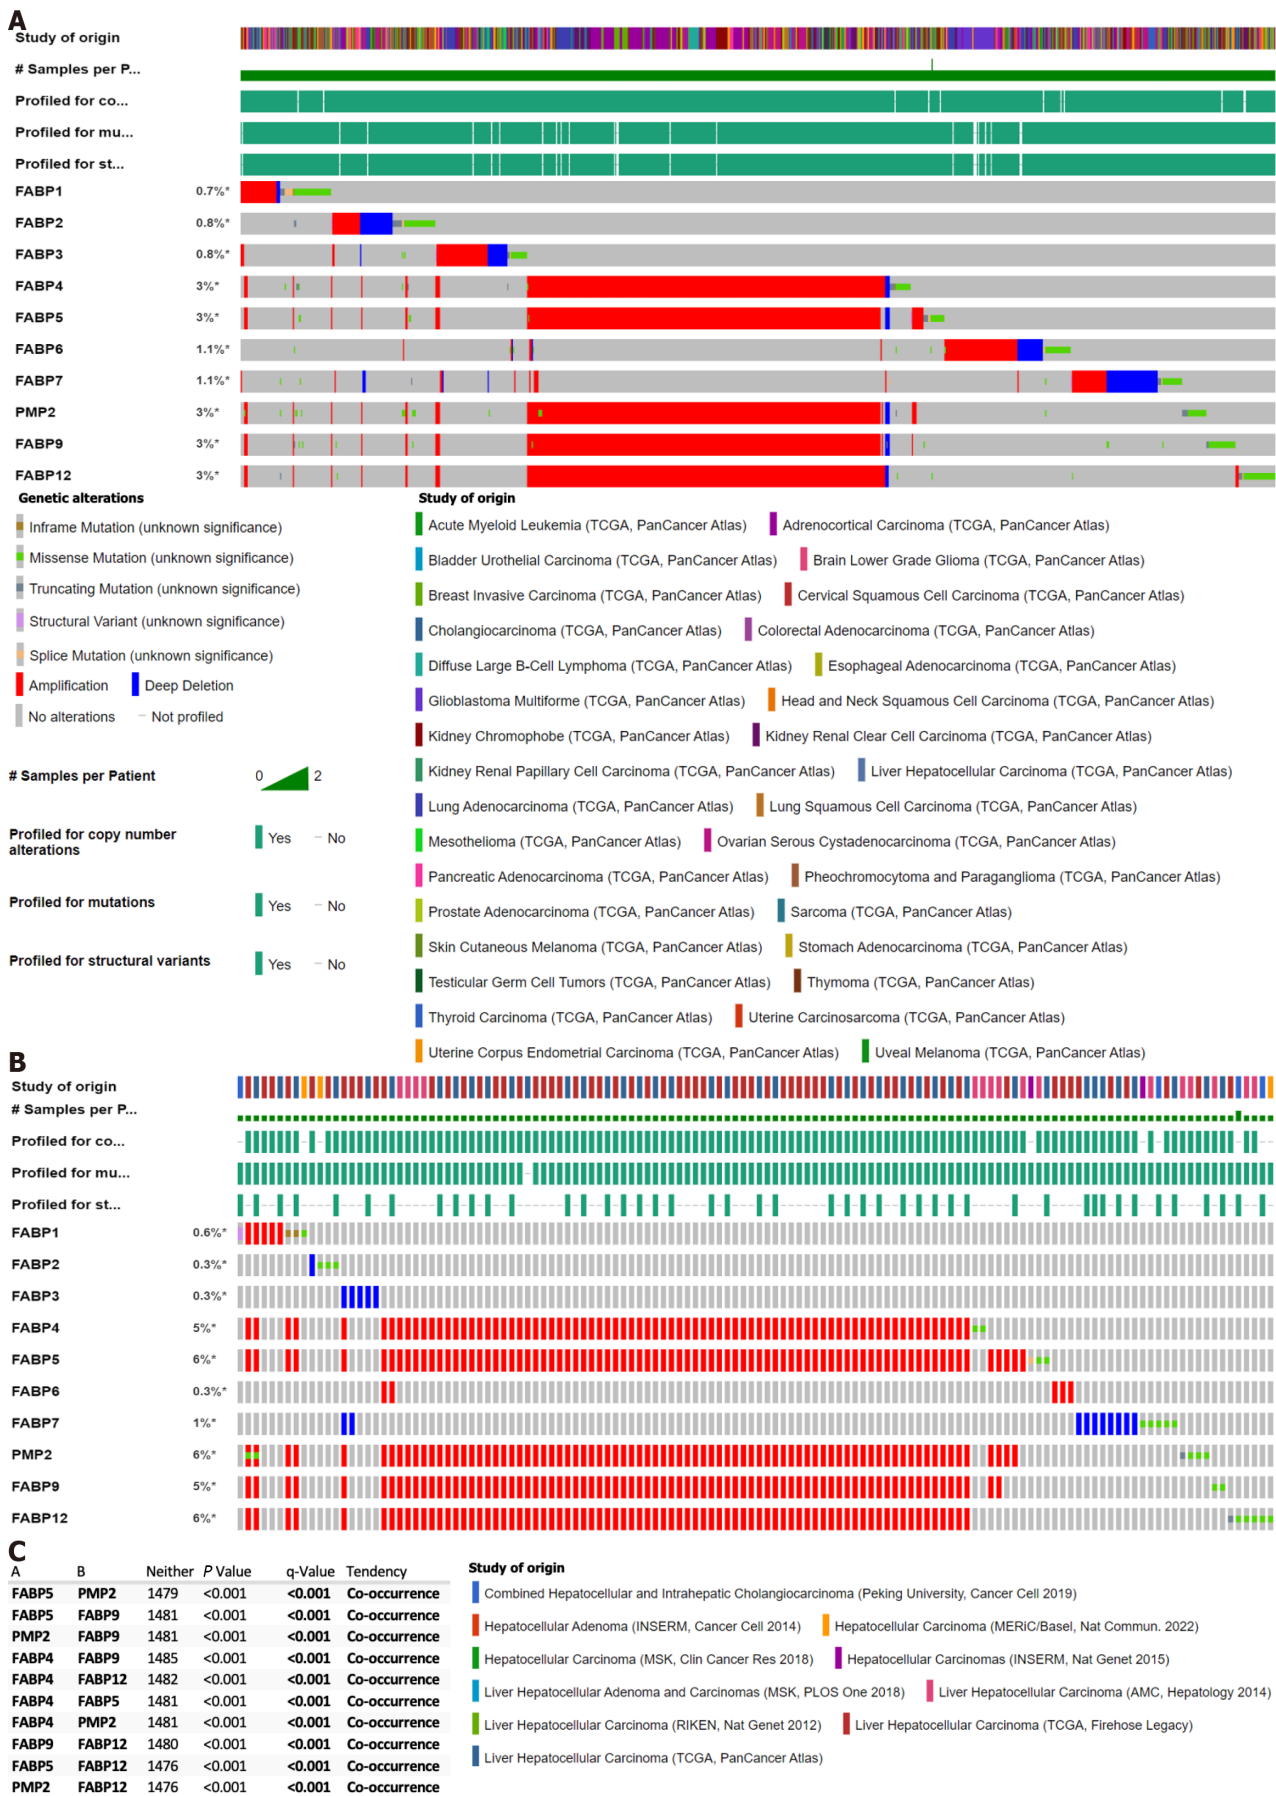 A
Study of origin
# Samples per P...
Profiled for co...
Profiled for mu...
Profiled for st...
FABP1 0.7%*
FABP2 0.8%*
FABP3 0.8%*
FABP4 3%*
FABP5 3%*
FABP6 1.1%*
FABP7 1.1%*
PMP2 3%*
FABP9 3%*
FABP12 3%*
Genetic alterations
Inframe Mutation (unknown significance)
Missense Mutation (unknown significance)
Truncating Mutation (unknown significance)
Structural Variant (unknown significance)
Splice Mutation (unknown significance)
Amplification Deep Deletion
No alterations – Not profiled
# Samples per Patient 0 2
Profiled for copy number
alterations
Yes – No
Profiled for mutations Yes – No
Profiled for structural variants Yes – No
Study of origin
Acute Myeloid Leukemia (TCGA, PanCancer Atlas) Adrenocortical Carcinoma (TCGA, PanCancer Atlas)
Bladder Urothelial Carcinoma (TCGA, PanCancer Atlas) Brain Lower Grade Glioma (TCGA, PanCancer Atlas)
Breast Invasive Carcinoma (TCGA, PanCancer Atlas) Cervical Squamous Cell Carcinoma (TCGA, PanCancer Atlas)
Cholangiocarcinoma (TCGA, PanCancer Atlas) Colorectal Adenocarcinoma (TCGA, PanCancer Atlas)
Diffuse Large B-Cell Lymphoma (TCGA, PanCancer Atlas) Esophageal Adenocarcinoma (TCGA, PanCancer Atlas)
Glioblastoma Multiforme (TCGA, PanCancer Atlas) Head and Neck Squamous Cell Carcinoma (TCGA, PanCancer Atlas)
Kidney Chromophobe (TCGA, PanCancer Atlas) Kidney Renal Clear Cell Carcinoma (TCGA, PanCancer Atlas)
Kidney Renal Papillary Cell Carcinoma (TCGA, PanCancer Atlas) Liver Hepatocellular Carcinoma (TCGA, PanCancer Atlas)
Lung Adenocarcinoma (TCGA, PanCancer Atlas) Lung Squamous Cell Carcinoma (TCGA, PanCancer Atlas)
Mesothelioma (TCGA, PanCancer Atlas) Ovarian Serous Cystadenocarcinoma (TCGA, PanCancer Atlas)
Pancreatic Adenocarcinoma (TCGA, PanCancer Atlas) Pheochromocytoma and Paraganglioma (TCGA, PanCancer Atlas)
Prostate Adenocarcinoma (TCGA, PanCancer Atlas) Sarcoma (TCGA, PanCancer Atlas)
Skin Cutaneous Melanoma (TCGA, PanCancer Atlas) Stomach Adenocarcinoma (TCGA, PanCancer Atlas)
Testicular Germ Cell Tumors (TCGA, PanCancer Atlas) Thymoma (TCGA, PanCancer Atlas)
Thyroid Carcinoma (TCGA, PanCancer Atlas) Uterine Carcinosarcoma (TCGA, PanCancer Atlas)
Uterine Corpus Endometrial Carcinoma (TCGA, PanCancer Atlas) Uveal Melanoma (TCGA, PanCancer Atlas)
B
Study of origin
# Samples per P...
Profiled for co...
Profiled for mu...
Profiled for st...
FABP1 0.6%*
FABP2 0.3%*
FABP3 0.3%*
FABP4 5%*
FABP5 6%*
FABP6 0.3%*
FABP7 1%*
PMP2 6%*
FABP9 5%*
FABP12 6%*
C
A B Neither P Value q-Value Tendency
FABP5 PMP2 1479 <0.001 <0.001 Co-occurrence
FABP5 FABP9 1481 <0.001 <0.001 Co-occurrence
PMP2 FABP9 1481 <0.001 <0.001 Co-occurrence
FABP4 FABP9 1485 <0.001 <0.001 Co-occurrence
FABP4 FABP12 1482 <0.001 <0.001 Co-occurrence
FABP4 FABP5 1481 <0.001 <0.001 Co-occurrence
FABP4 PMP2 1481 <0.001 <0.001 Co-occurrence
FABP9 FABP12 1480 <0.001 <0.001 Co-occurrence
FABP5 FABP12 1476 <0.001 <0.001 Co-occurrence
PMP2 FABP12 1476 <0.001 <0.001 Co-occurrence
Study of origin
Combined Hepatocellular and Intrahepatic Cholangiocarcinoma (Peking University, Cancer Cell 2019)
Hepatocellular Adenoma (INSERM, Cancer Cell 2014) Hepatocellular Carcinoma (MERiC/Basel, Nat Commun. 2022)
Hepatocellular Carcinoma (MSK, Clin Cancer Res 2018) Hepatocellular Carcinomas (INSERM, Nat Genet 2015)
Liver Hepatocellular Adenoma and Carcinomas (MSK, PLOS One 2018) Liver Hepatocellular Carcinoma (AMC, Hepatology 2014)
Liver Hepatocellular Carcinoma (RIKEN, Nat Genet 2012) Liver Hepatocellular Carcinoma (TCGA, Firehose Legacy)
Liver Hepatocellular Carcinoma (TCGA, PanCancer Atlas)